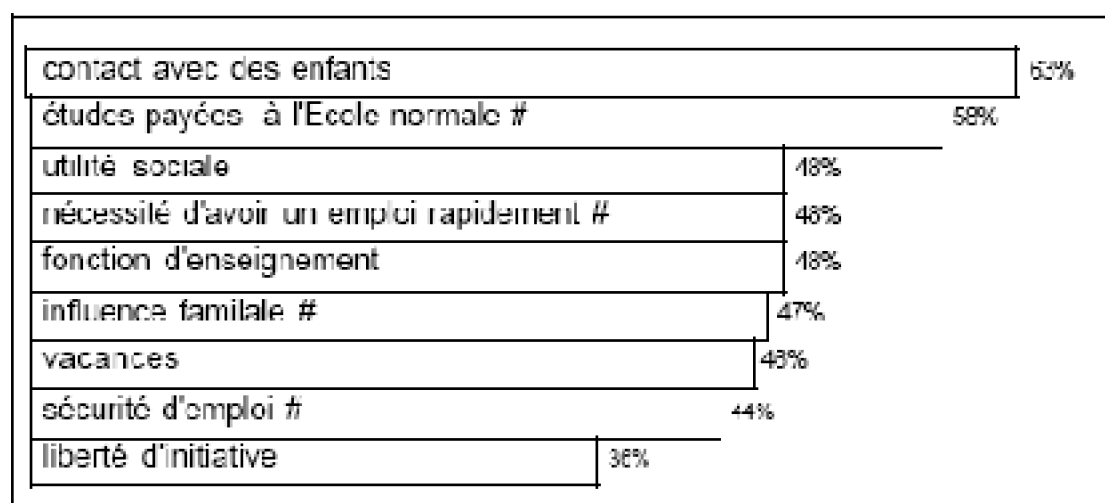 contact avec des enfants 63%
études payées à l'Ecole normale # 58%
utilité sociale 48%
nécessité d'avoir un emploi rapidement # 48%
fonction d'enseignement 48%
influence familale # 47%
vacances 46%
sécurité d'emploi # 44%
liberté d'initiative 36%